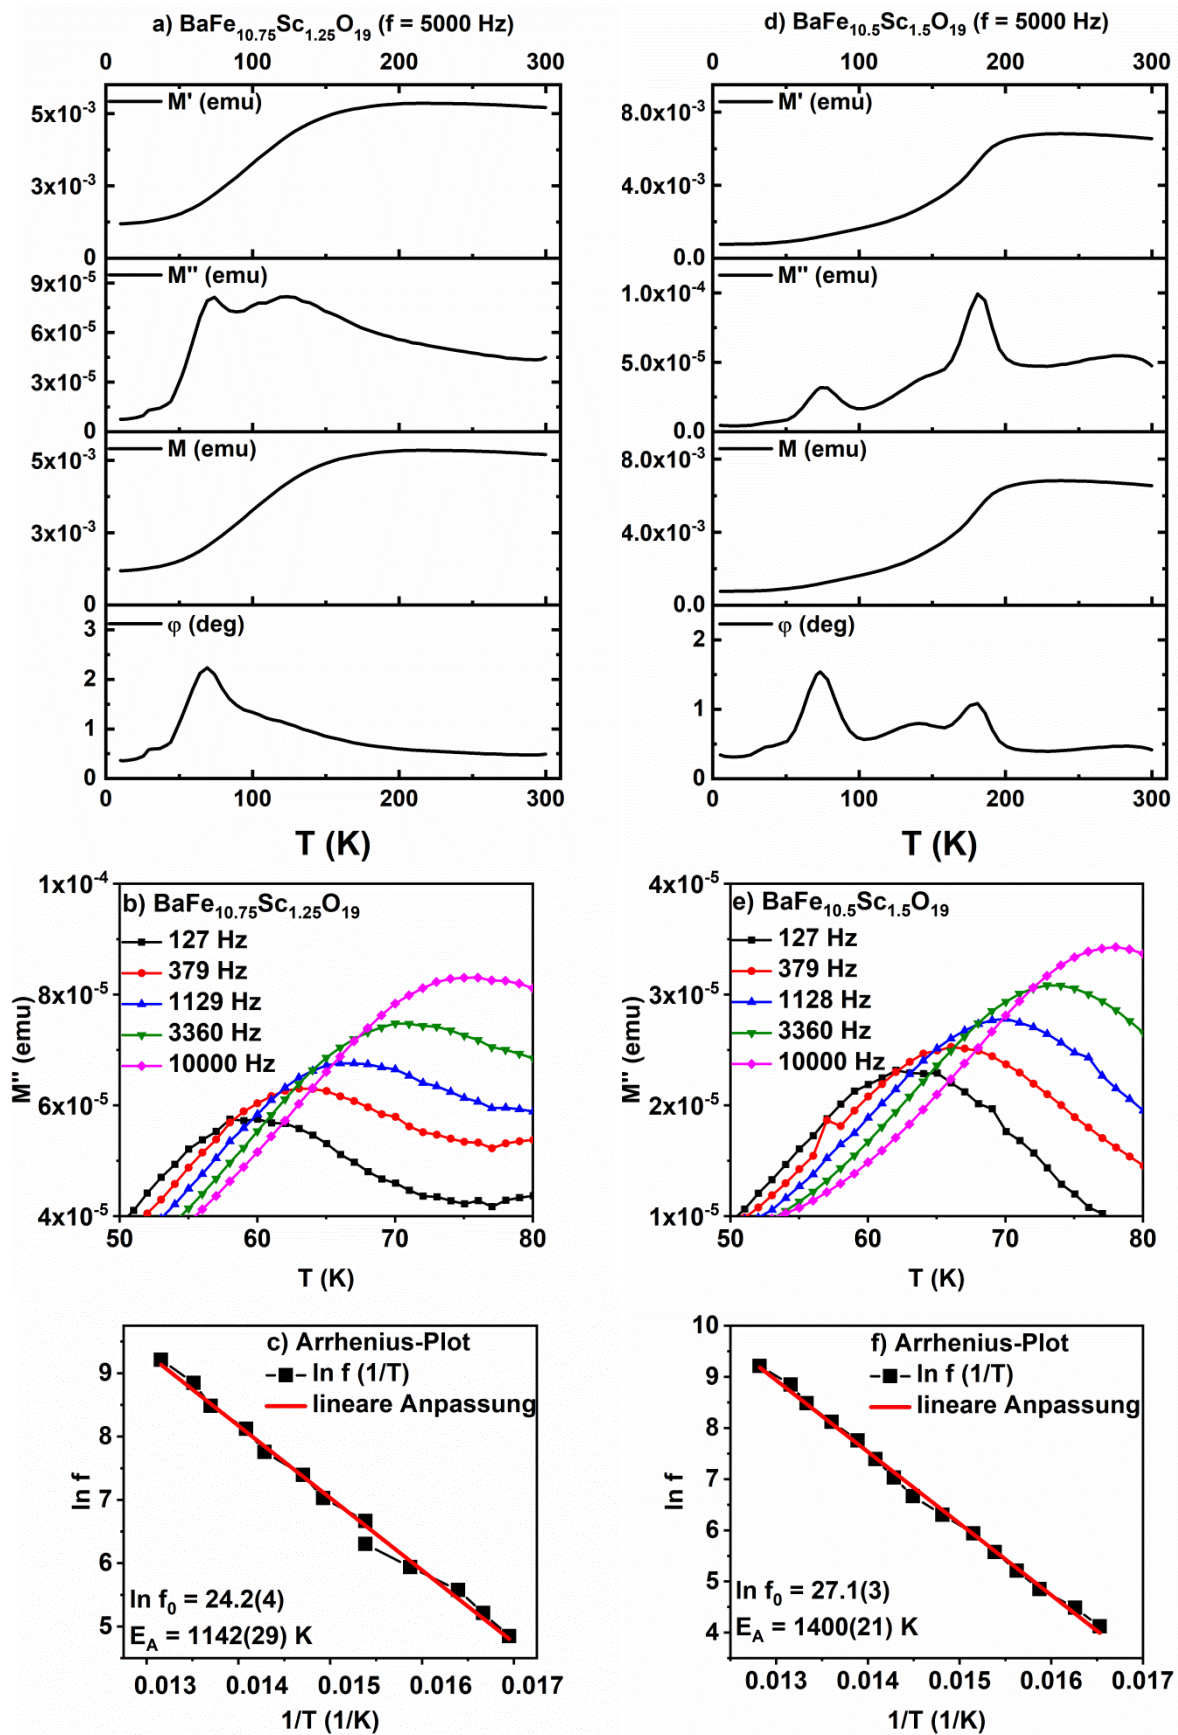 a) BaFe₁₀.₇₅Sc₁.₂₅O₁₉ (f = 5000 Hz)
0 100 200 300
M' (emu)
5x10⁻³
3x10⁻³
0
M'' (emu)
9x10⁻⁵
6x10⁻⁵
3x10⁻⁵
0
M (emu)
5x10⁻³
3x10⁻³
0
φ (deg)
3
2
1
0
0 100 200 300
T (K)
d) BaFe₁₀.₅Sc₁.₅O₁₉ (f = 5000 Hz)
0 100 200 300
M' (emu)
8.0x10⁻³
4.0x10⁻³
0.0
M'' (emu)
1.0x10⁻⁴
5.0x10⁻⁵
0.0
M (emu)
8.0x10⁻³
4.0x10⁻³
0.0
φ (deg)
2
1
0
0 100 200 300
T (K)
1x10⁻⁴
8x10⁻⁵
6x10⁻⁵
4x10⁻⁵
M'' (emu)
b) BaFe₁₀.₇₅Sc₁.₂₅O₁₉
127 Hz
379 Hz
1129 Hz
3360 Hz
10000 Hz
50 60 70 80
T (K)
4x10⁻⁵
3x10⁻⁵
2x10⁻⁵
1x10⁻⁵
M'' (emu)
e) BaFe₁₀.₅Sc₁.₅O₁₉
127 Hz
379 Hz
1128 Hz
3360 Hz
10000 Hz
50 60 70 80
T (K)
c) Arrhenius-Plot
ln f (1/T)
lineare Anpassung
9
8
7
6
5
ln f
ln f₀ = 24.2(4)
E_A = 1142(29) K
0.013 0.014 0.015 0.016 0.017
1/T (1/K)
f) Arrhenius-Plot
ln f (1/T)
lineare Anpassung
10
9
8
7
6
5
4
ln f
ln f₀ = 27.1(3)
E_A = 1400(21) K
0.013 0.014 0.015 0.016 0.017
1/T (1/K)